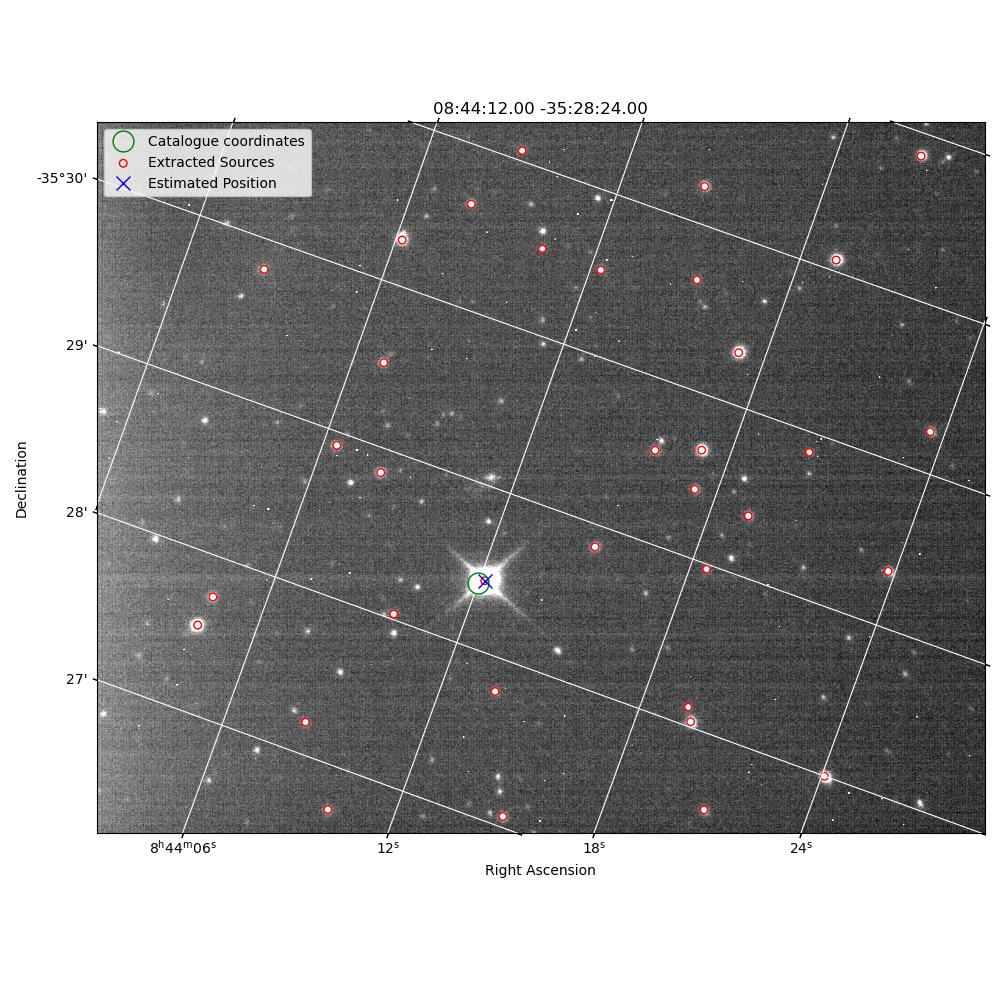 08:44:12.00 -35:28:24.00
Catalogue coordinates
Extracted Sources
Estimated Position
-35°30'
29'
28'
27'
Declination
8ʰ44ᵐ06ˢ
12ˢ
18ˢ
24ˢ
Right Ascension